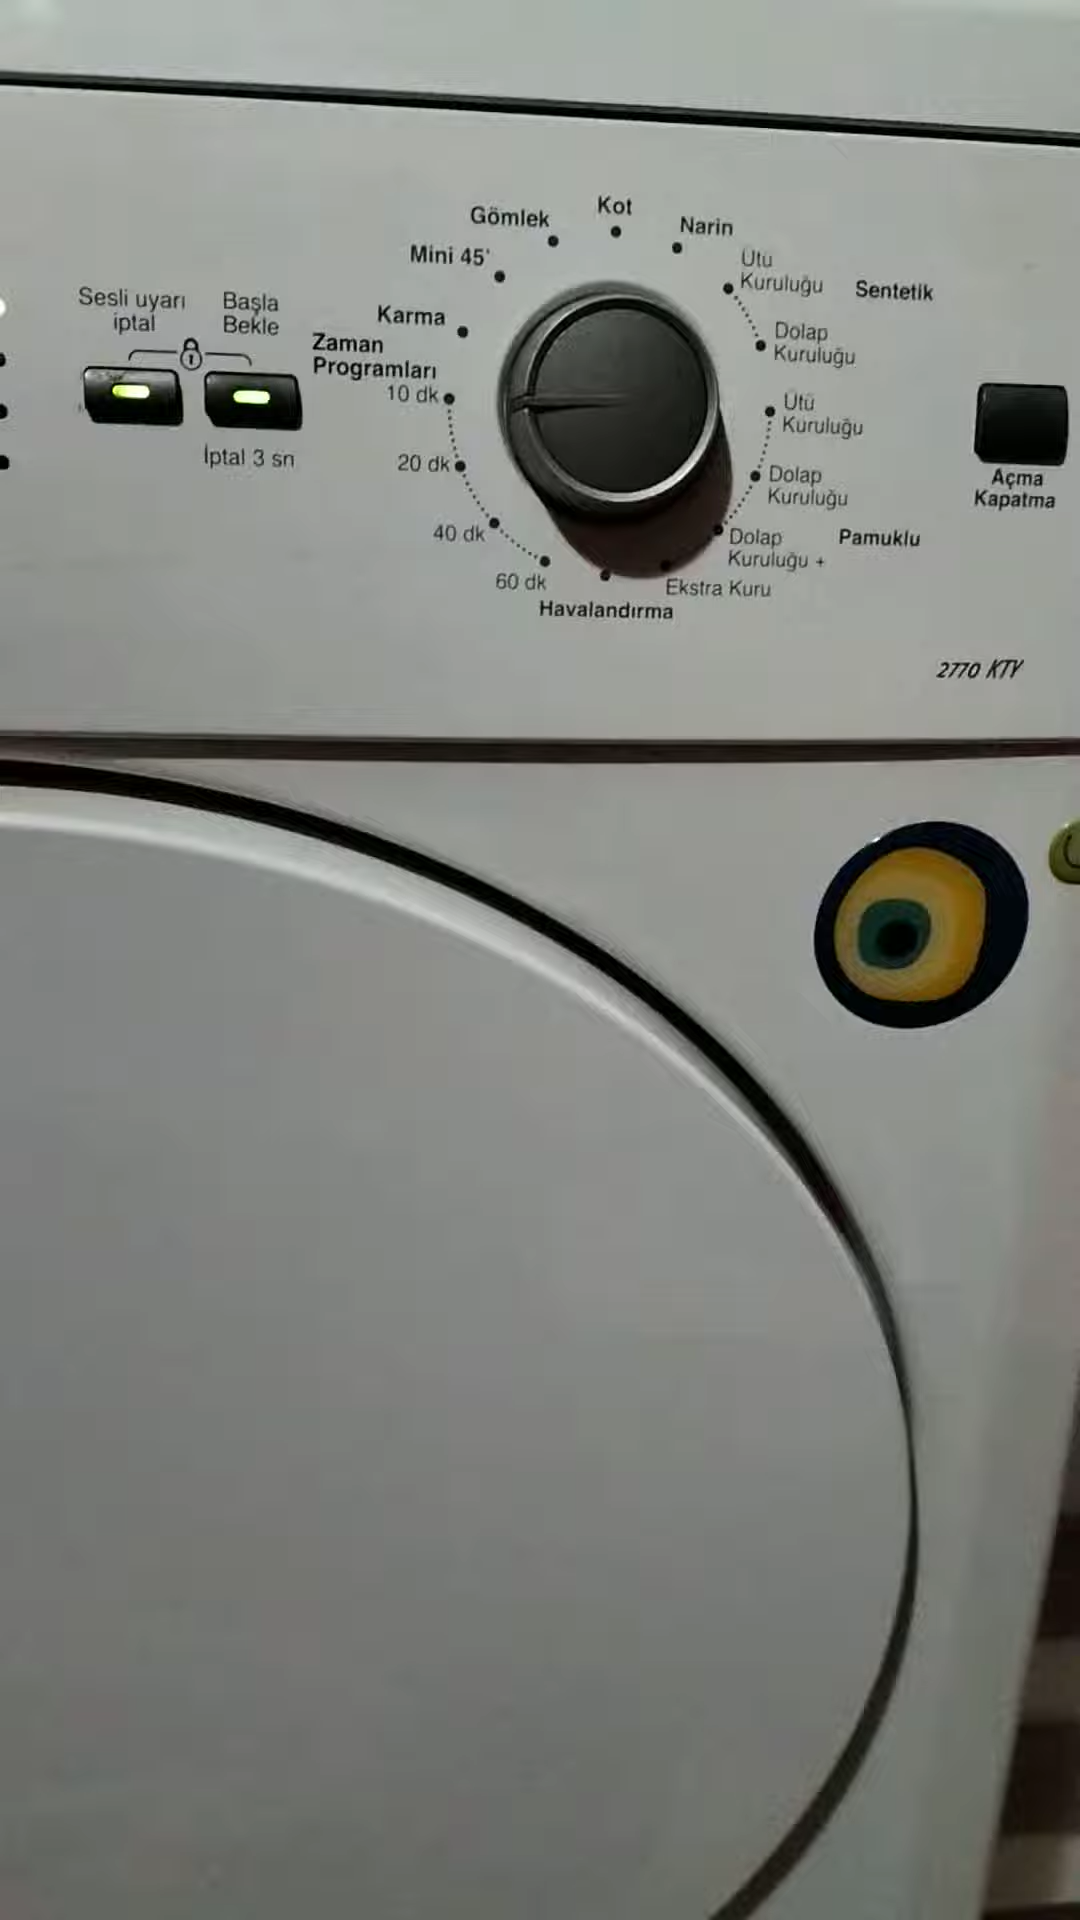 Kot
Gömlek
Narin
Mini 45'
Ütü
Kuruluğu
Sentetik
Sesli uyarı
iptal
Başla
Bekle
Karma
Dolap
Kuruluğu
Zaman
Programları
10 dk
Ütü
Kuruluğu
İptal 3 sn
20 dk
Dolap
Kuruluğu
Açma
Kapatma
40 dk
Dolap
Kuruluğu +
Pamuklu
60 dk
Ekstra Kuru
Havalandırma
2770 KTY